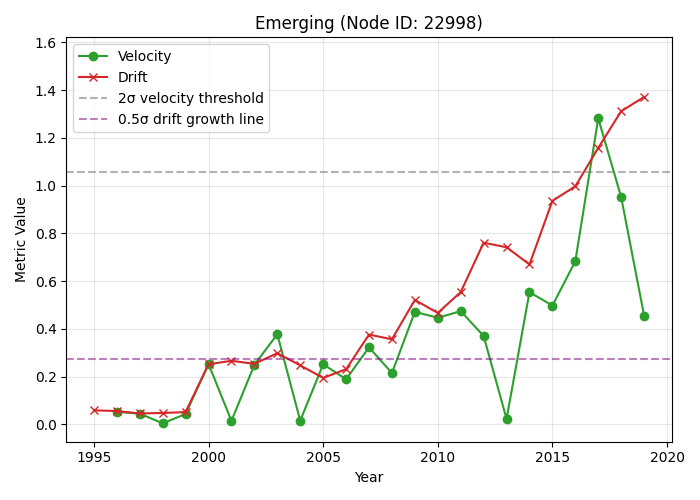 Emerging (Node ID: 22998)
Velocity
Drift
2σ velocity threshold
0.5σ drift growth line
Metric Value
1.6
1.4
1.2
1.0
0.8
0.6
0.4
0.2
0.0
1995
2000
2005
2010
2015
2020
Year